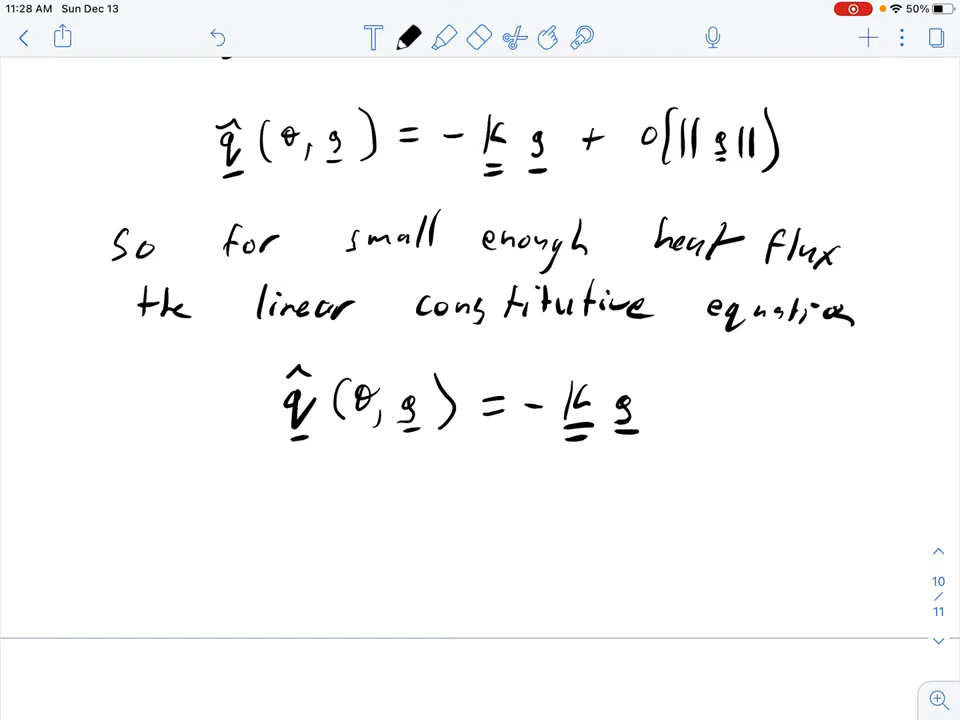 11:28 AM Sun Dec 13
50%
q̂ (θ, g) = - K g + o(||g||)
So for small enough heat flux
the linear constitutive equation
q̂ (θ, g) = - K g
10
/
11